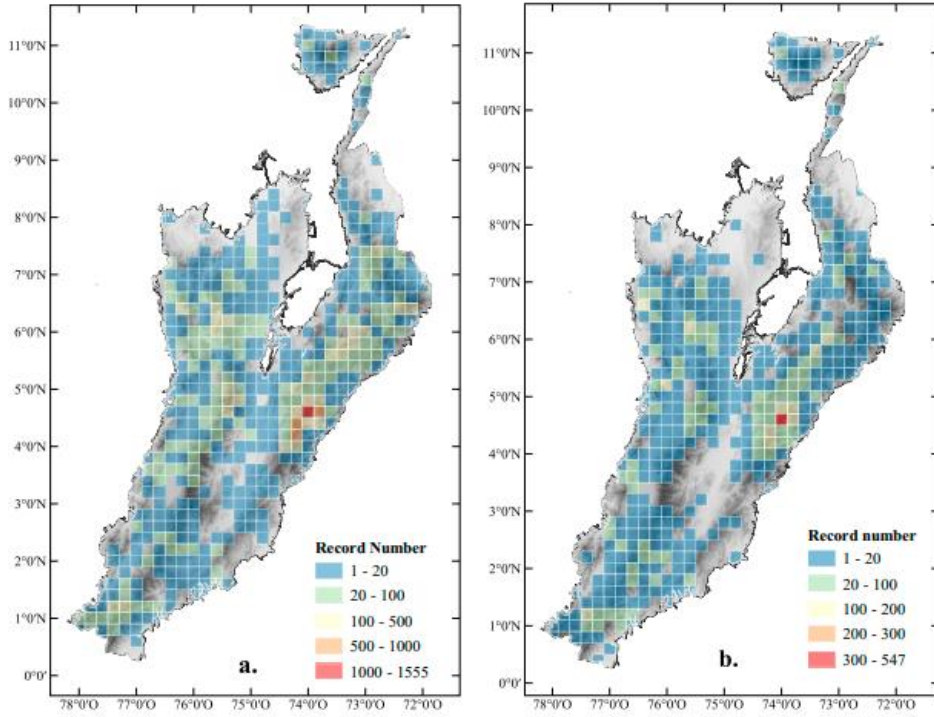 11°0'N
10°0'N
9°0'N
8°0'N
7°0'N
6°0'N
5°0'N
4°0'N
3°0'N
2°0'N
1°0'N
0°0'
78°0'O 77°0'O 76°0'O 75°0'O 74°0'O 73°0'O 72°0'O
Record Number
1 - 20
20 - 100
100 - 500
500 - 1000
1000 - 1555
a.
11°0'N
10°0'N
9°0'N
8°0'N
7°0'N
6°0'N
5°0'N
4°0'N
3°0'N
2°0'N
1°0'N
0°0'
78°0'O 77°0'O 76°0'O 75°0'O 74°0'O 73°0'O 72°0'O
Record number
1 - 20
20 - 100
100 - 200
200 - 300
300 - 547
b.